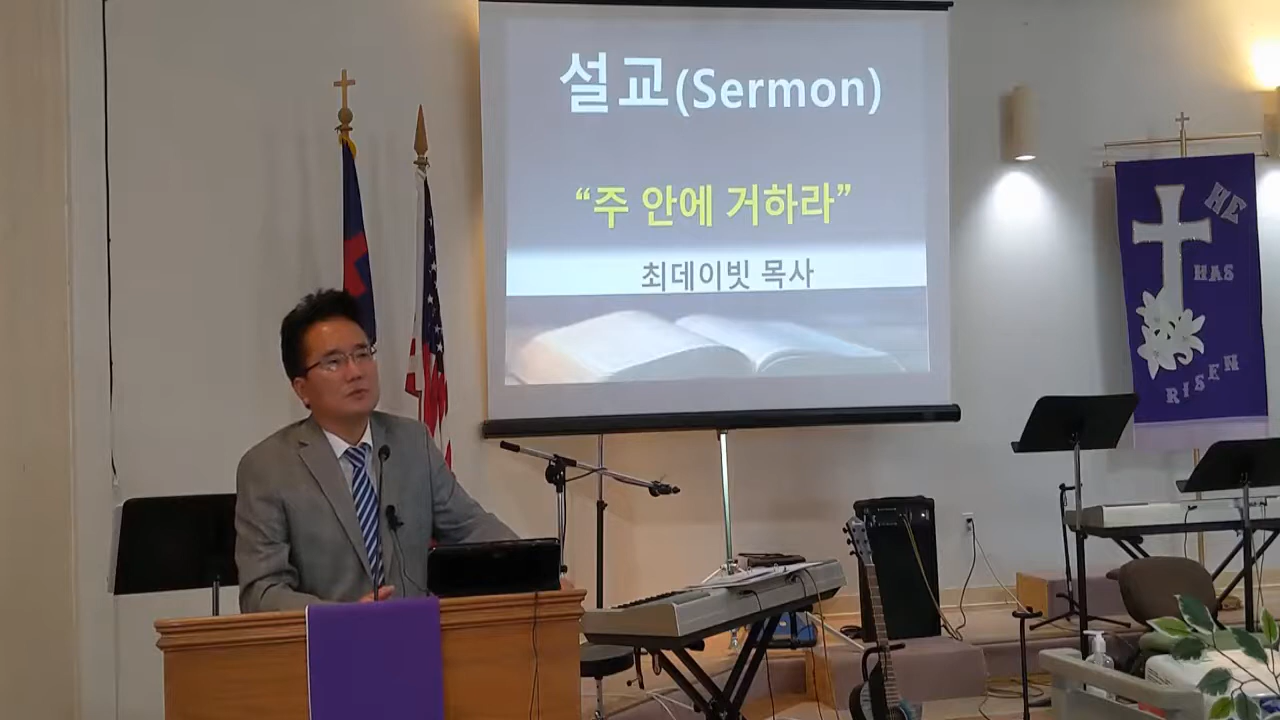 설교(Sermon)
“주 안에 거하라”
최데이빗 목사
HE
HAS
RISEN